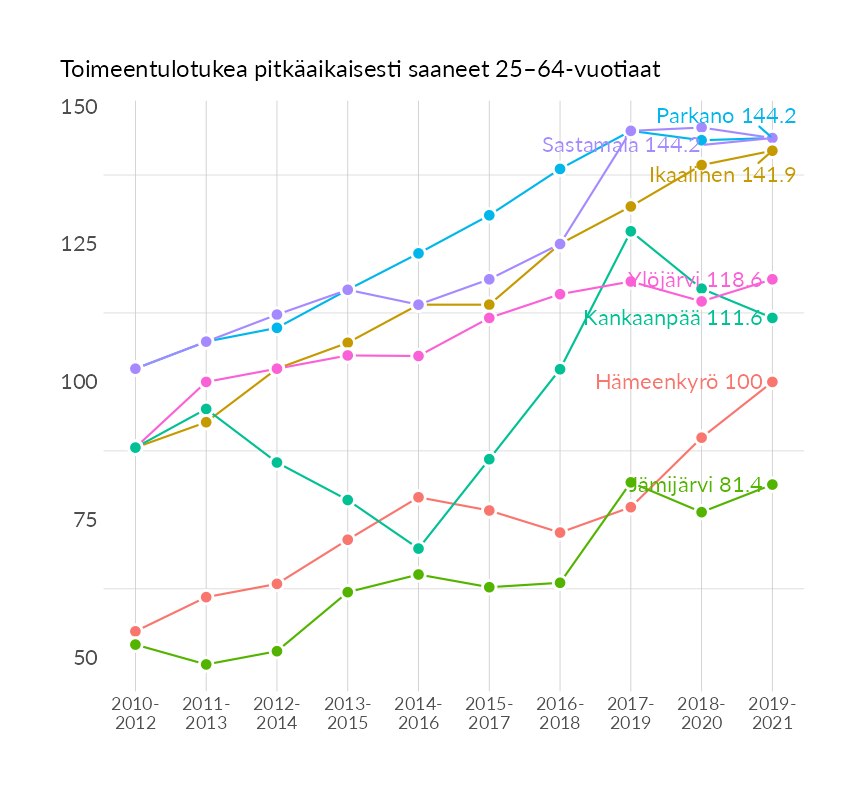 Toimeentulotukea pitkäaikaisesti saaneet 25–64-vuotiaat
150
Parkano 144.2
Sastamala 144.2
Ikaalinen 141.9
125
Ylöjärvi 118.6
Kankaanpää 111.6
100
Hämeenkyrö 100
Jämijärvi 81.4
75
50
2010- 2011- 2012- 2013- 2014- 2015- 2016- 2017- 2018- 2019-
2012 2013 2014 2015 2016 2017 2018 2019 2020 2021